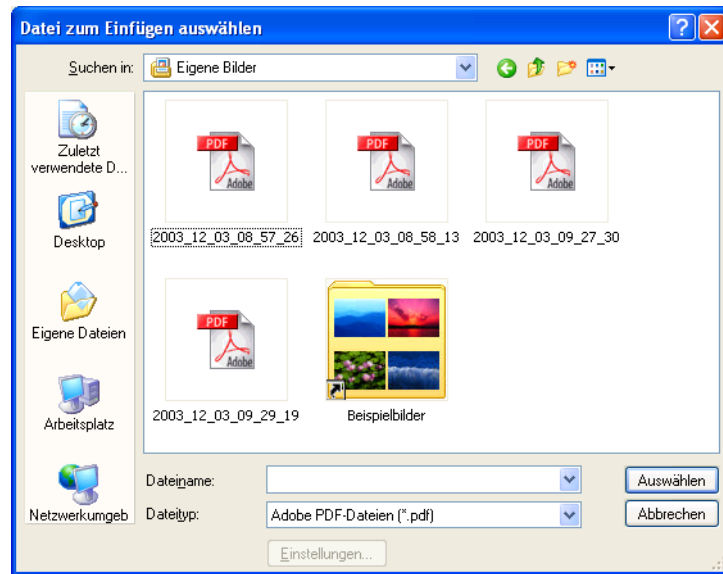 Datei zum Einfügen auswählen
Suchen in:
Eigene Bilder
Zuletzt
verwendete D...
Desktop
Eigene Dateien
Arbeitsplatz
Netzwerkumgeb
PDF
Adobe
PDF
Adobe
PDF
Adobe
2003_12_03_08_57_26
2003_12_03_08_58_13
2003_12_03_09_27_30
PDF
Adobe
2003_12_03_09_29_19
Beispielbilder
Dateiname:
Auswählen
Dateityp:
Adobe PDF-Dateien (*.pdf)
Abbrechen
Einstellungen...